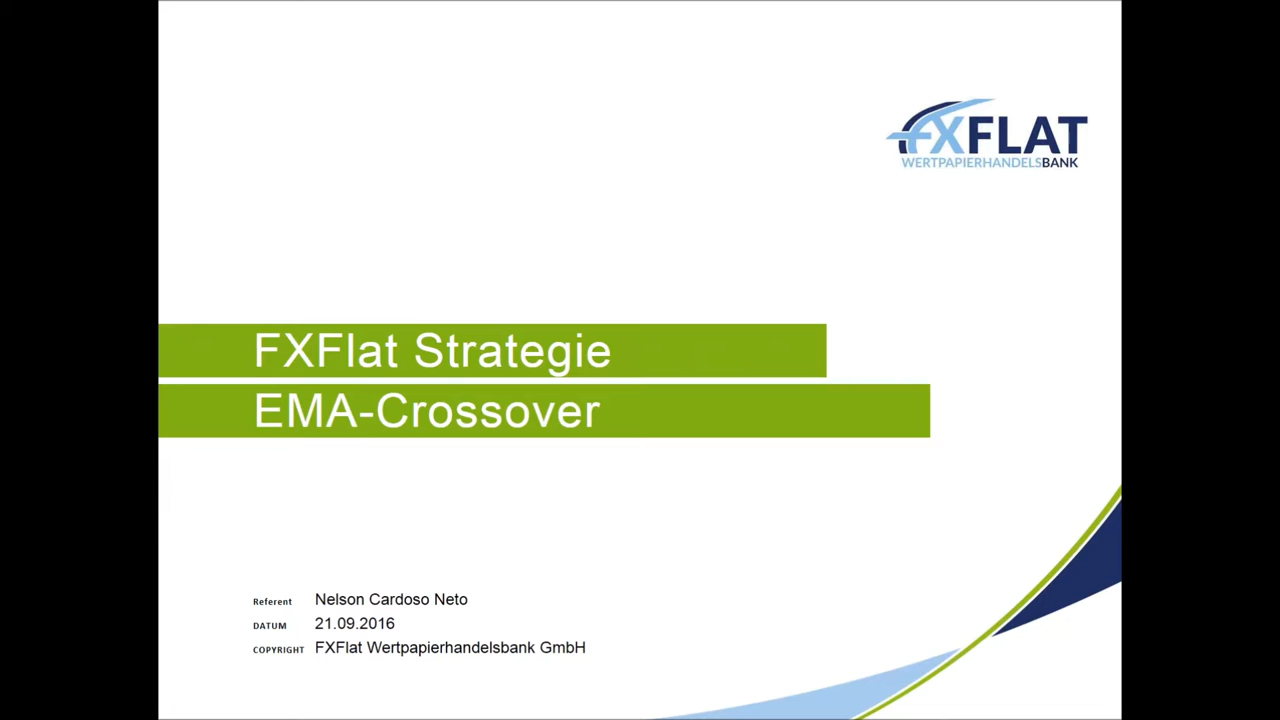 FXFLAT
WERTPAPIERHANDELSBANK
FXFlat Strategie
EMA-Crossover
Referent Nelson Cardoso Neto
DATUM 21.09.2016
COPYRIGHT FXFlat Wertpapierhandelsbank GmbH